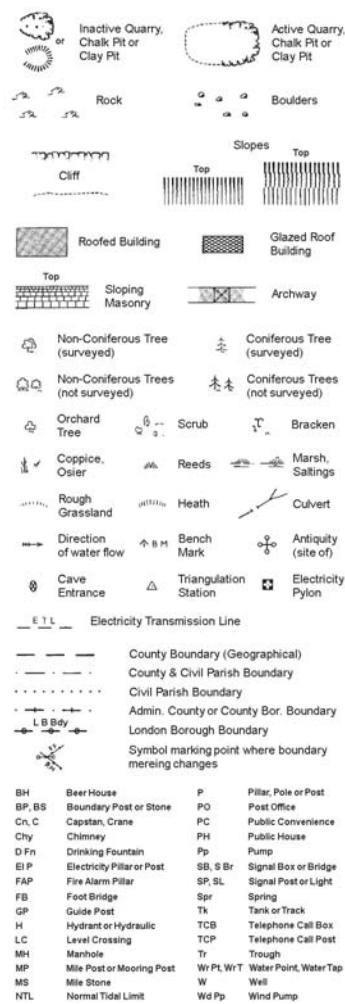 Inactive Quarry,
Chalk Pit or
Clay Pit
or
Active Quarry,
Chalk Pit or
Clay Pit
Rock
Boulders
Slopes
Top
Top
Cliff
Roofed Building
Glazed Roof
Building
Top
Sloping
Masonry
Archway
Non-Coniferous Tree
(surveyed)
Coniferous Tree
(surveyed)
Non-Coniferous Trees
(not surveyed)
Coniferous Trees
(not surveyed)
Orchard
Tree
Scrub
Bracken
Coppice,
Osier
Reeds
Marsh,
Saltings
Rough
Grassland
Heath
Culvert
Direction
of water flow
B M
Bench
Mark
Antiquity
(site of)
Cave
Entrance
Triangulation
Station
Electricity
Pylon
E T L
Electricity Transmission Line
County Boundary (Geographical)
County & Civil Parish Boundary
Civil Parish Boundary
Admin. County or County Bor. Boundary
L B Bdy
London Borough Boundary
Symbol marking point where boundary
mereing changes
BH Beer House P Pillar, Pole or Post
BP, BS Boundary Post or Stone PO Post Office
Cn, C Capstan, Crane PC Public Convenience
Chy Chimney PH Public House
D Fn Drinking Fountain Pp Pump
El P Electricity Pillar or Post SB, S Br Signal Box or Bridge
FAP Fire Alarm Pillar SP, SL Signal Post or Light
FB Foot Bridge Spr Spring
GP Guide Post Tk Tank or Track
H Hydrant or Hydraulic TCB Telephone Call Box
LC Level Crossing TCP Telephone Call Post
MH Manhole Tr Trough
MP Mile Post or Mooring Post Wr Pt, Wr T Water Point, Water Tap
MS Mile Stone W Well
NTL Normal Tidal Limit Wd Pp Wind Pump